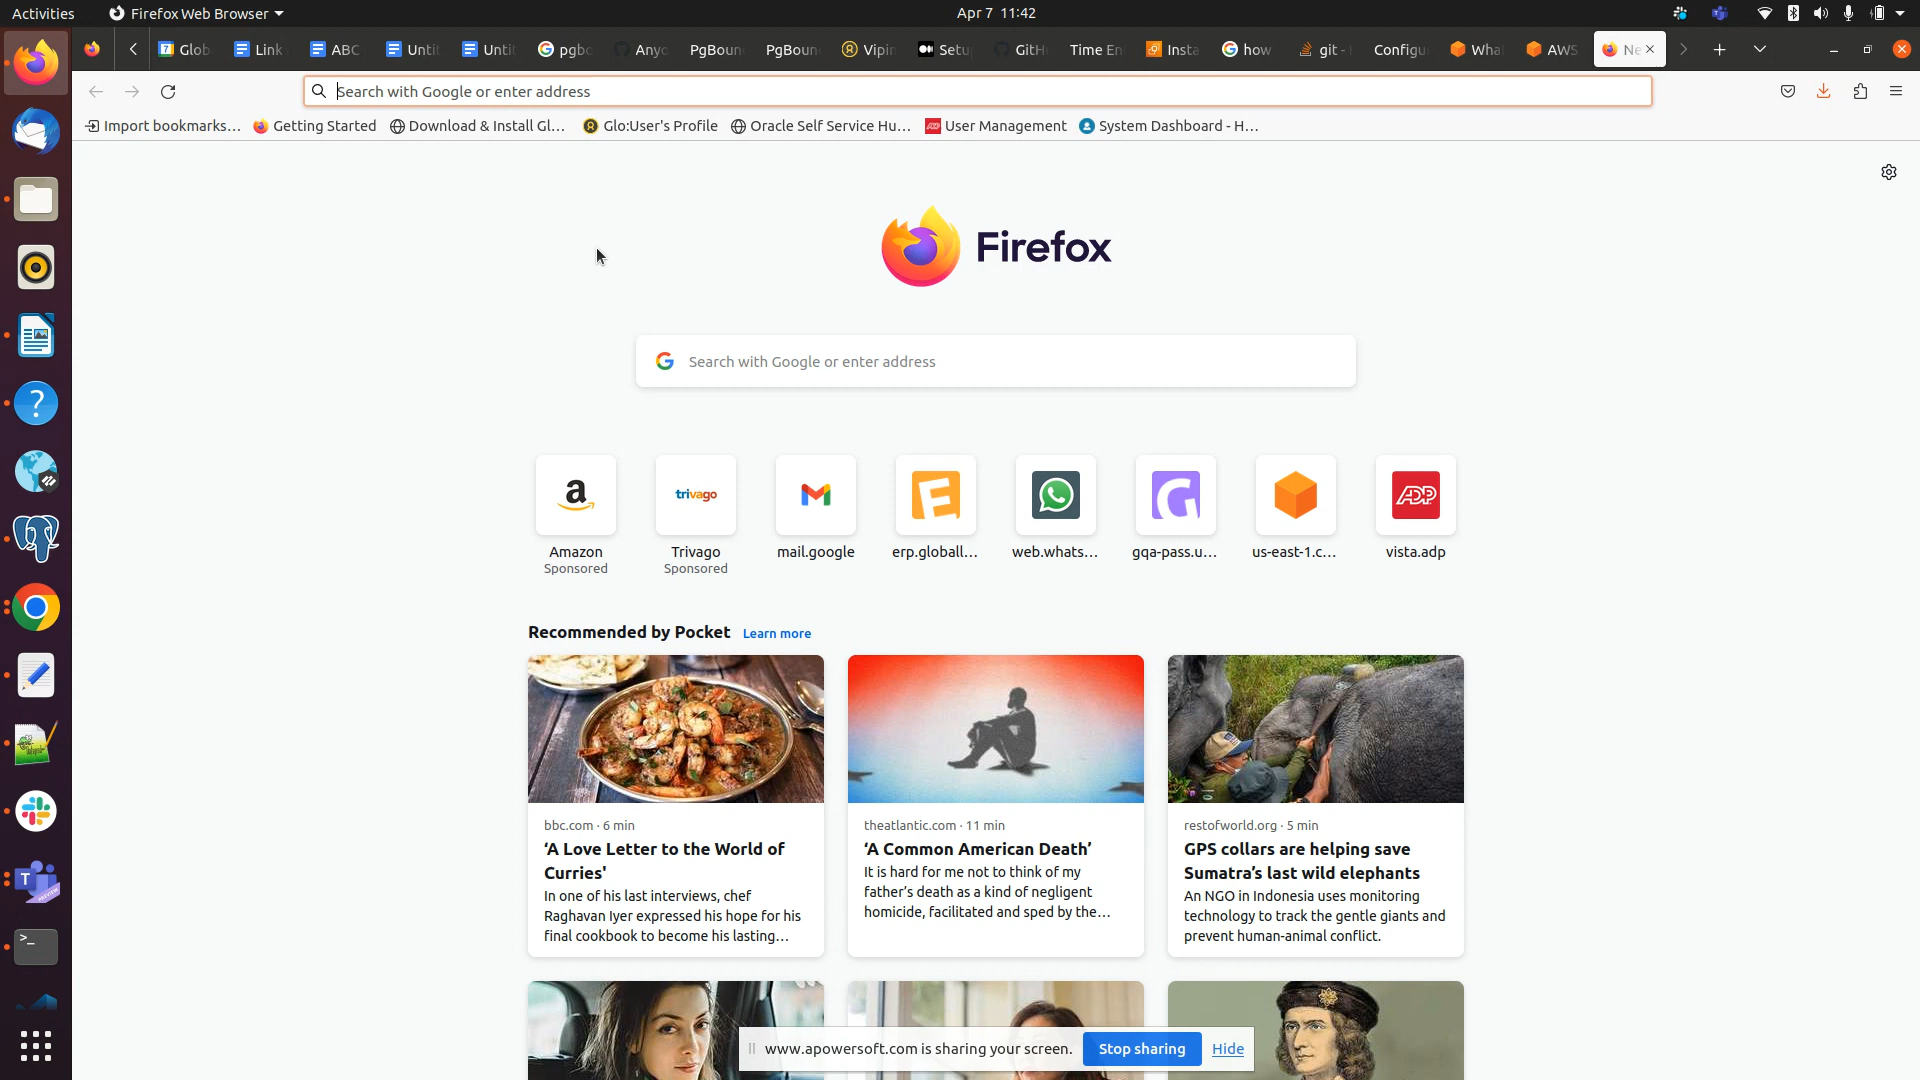 Activities
Firefox Web Browser
Apr 7 11:42
Glob
Link
ABC
Unti
Unti
pgbo
Anyc
PgBoun
PgBoun
Vipin
Setu
GitH
Time En
Insta
how
git -
Configu
Wha
AWS
Ne
Search with Google or enter address
Import bookmarks...
Getting Started
Download & Install Gl...
Glo:User's Profile
Oracle Self Service Hu...
User Management
System Dashboard - H...
Firefox
Search with Google or enter address
Amazon
Sponsored
trivago
Trivago
Sponsored
mail.google
erp.globall...
web.whats...
gqa-pass.u...
us-east-1.c...
ADP
vista.adp
Recommended by Pocket Learn more
bbc.com · 6 min
‘A Love Letter to the World of
Curries'
In one of his last interviews, chef
Raghavan Iyer expressed his hope for his
final cookbook to become his lasting...
theatlantic.com · 11 min
‘A Common American Death’
It is hard for me not to think of my
father’s death as a kind of negligent
homicide, facilitated and sped by the...
restofworld.org · 5 min
GPS collars are helping save
Sumatra’s last wild elephants
An NGO in Indonesia uses monitoring
technology to track the gentle giants and
prevent human-animal conflict.
www.apowersoft.com is sharing your screen.
Stop sharing
Hide